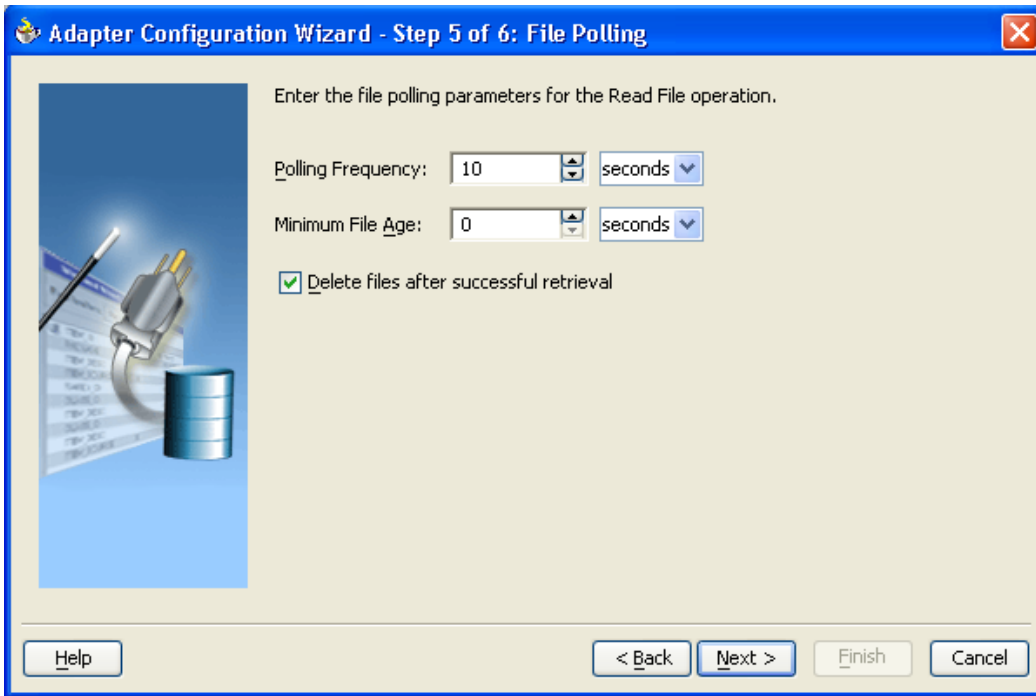 Adapter Configuration Wizard - Step 5 of 6: File Polling
Enter the file polling parameters for the Read File operation.
Polling Frequency: 10 seconds
Minimum File Age: 0 seconds
Delete files after successful retrieval
Help < Back Next > Finish Cancel